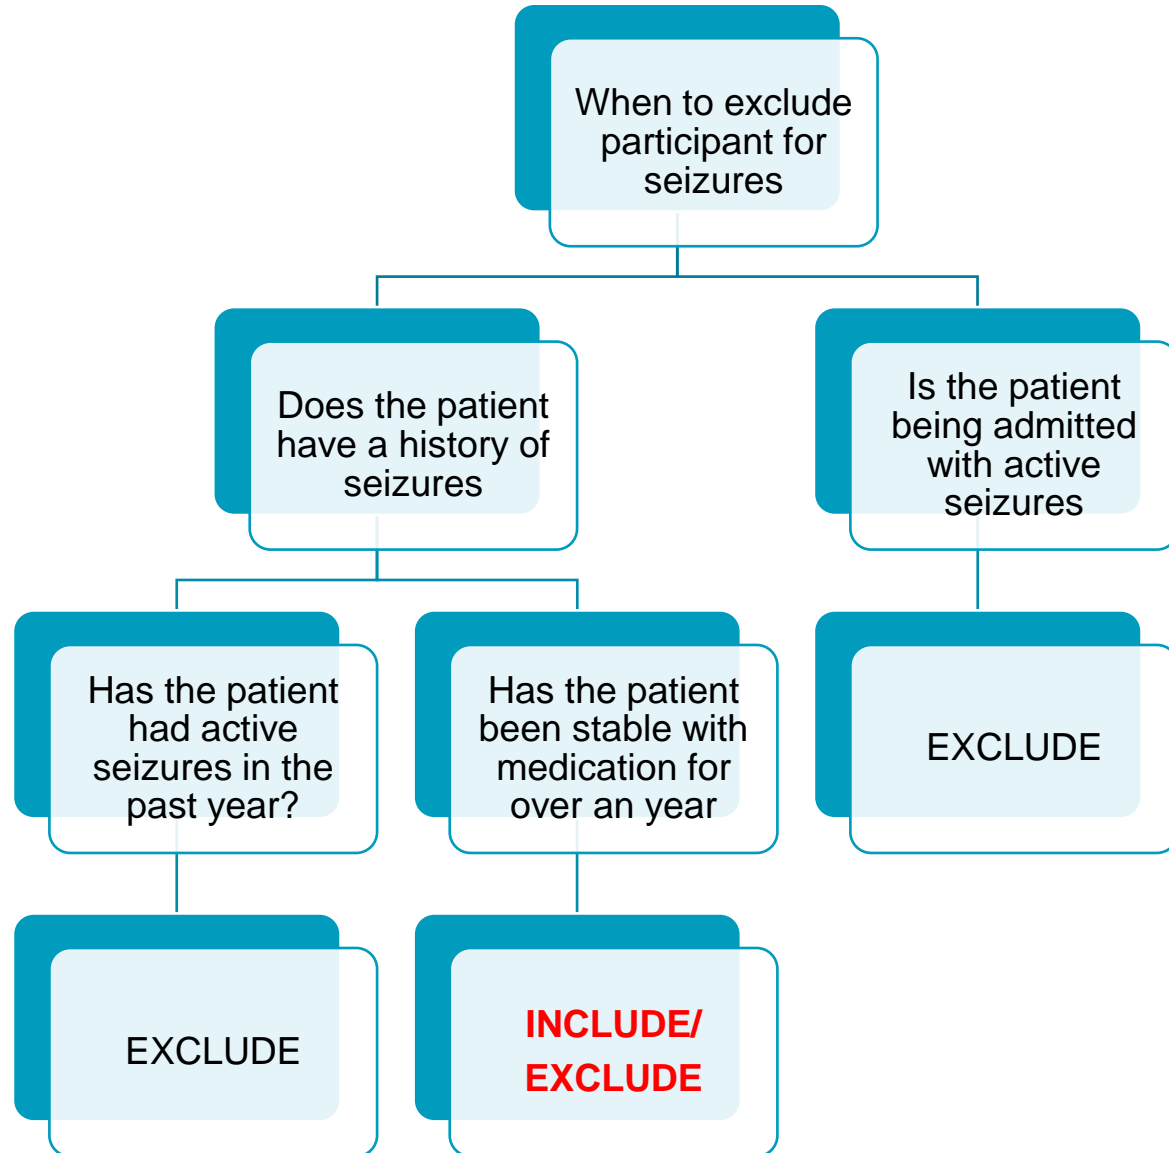 When to exclude
participant for
seizures
Does the patient
have a history of
seizures
Is the patient
being admitted
with active
seizures
Has the patient
had active
seizures in the
past year?
Has the patient
been stable with
medication for
over an year
EXCLUDE
EXCLUDE
INCLUDE/
EXCLUDE